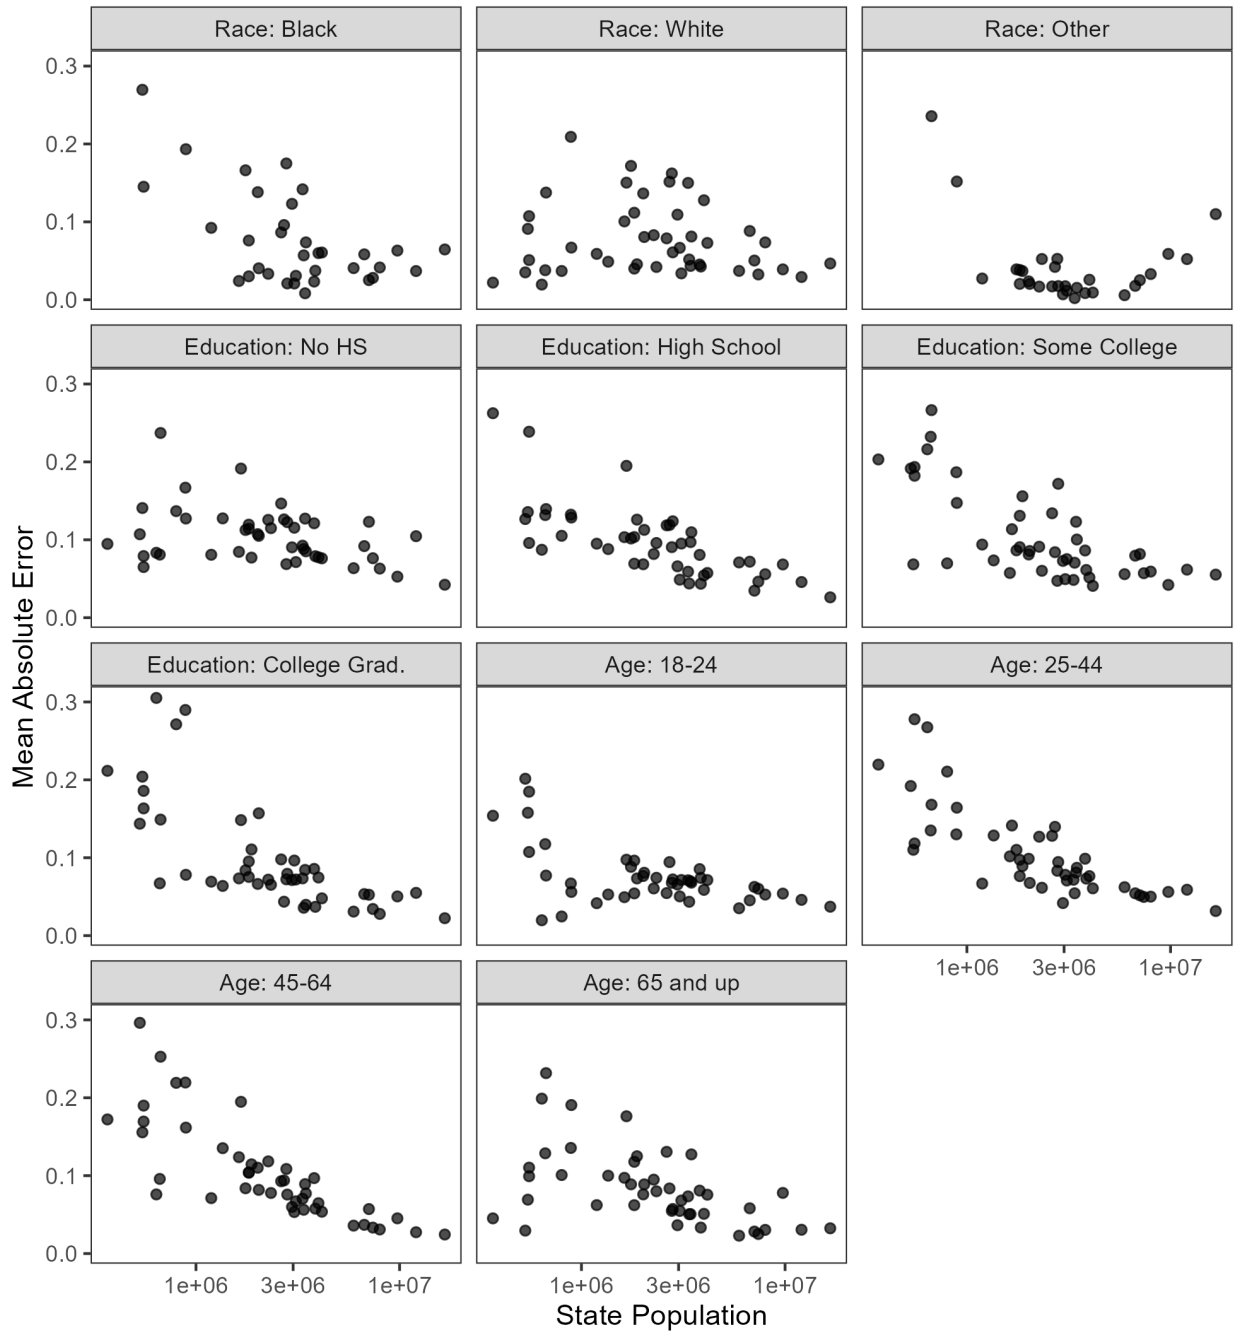 Race: Black
Race: White
Race: Other
0.3
0.2
0.1
0.0
Education: No HS
Education: High School
Education: Some College
0.3
0.2
0.1
0.0
Education: College Grad.
Age: 18-24
Age: 25-44
0.3
0.2
0.1
0.0
1e+06 3e+06 1e+07
Age: 45-64
Age: 65 and up
0.3
0.2
0.1
0.0
1e+06 3e+06 1e+07
1e+06 3e+06 1e+07
State Population
Mean Absolute Error